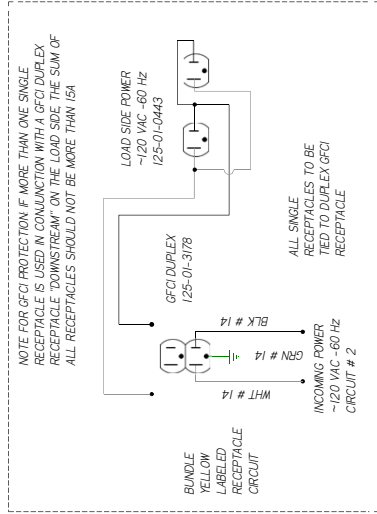 NOTE FOR GFCI PROTECTION IF MORE THAN ONE SINGLE
RECEPTACLE IS USED IN CONJUNCTION WITH A GFCI DUPLEX
RECEPTACLE "DOWNSTREAM" ON THE LOAD SIDE, THE SUM OF
ALL RECEPTACLES SHOULD NOT BE MORE THAN 15A
LOAD SIDE POWER
~120 VAC -60 Hz
125-01-0443
GFCI DUPLEX
125-01-3178
BLK # 14
GRN # 14
WHT # 14
ALL SINGLE
RECEPTACLES TO BE
TIED TO DUPLEX GFCI
RECEPTACLE
INCOMING POWER
~120 VAC -60 Hz
CIRCUIT # 2
BUNDLE
YELLOW
LABELED
RECEPTACLE
CIRCUIT